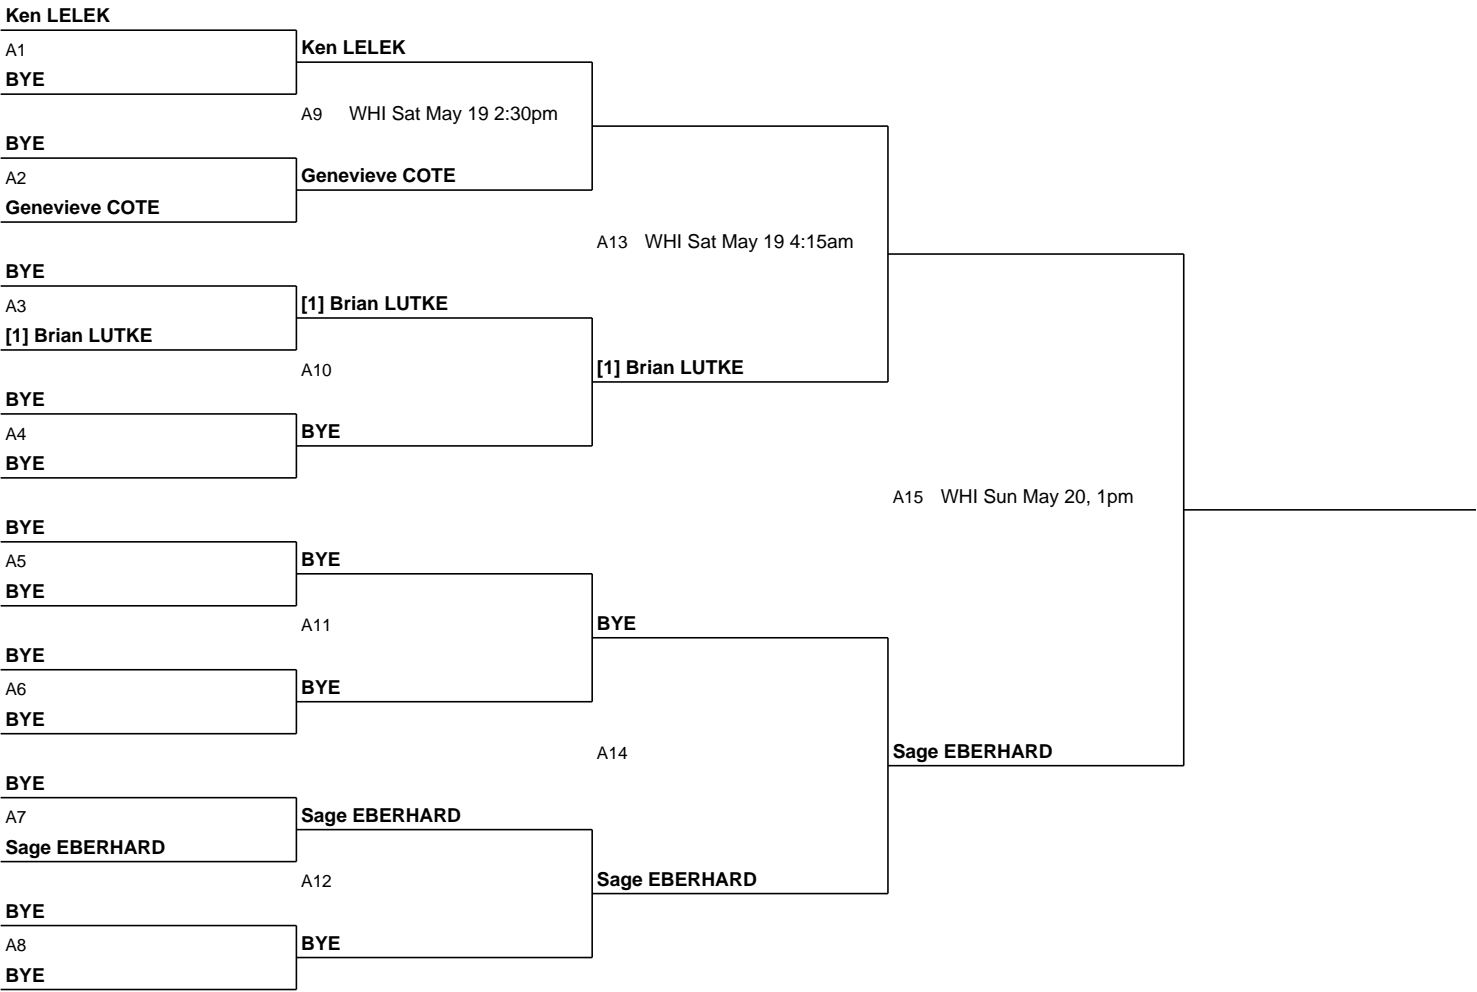 Ken LELEK
A1
Ken LELEK
BYE
A9 WHI Sat May 19 2:30pm
BYE
A2
Genevieve COTE
Genevieve COTE
A13 WHI Sat May 19 4:15am
BYE
A3
[1] Brian LUTKE
[1] Brian LUTKE
A10
[1] Brian LUTKE
BYE
A4
BYE
BYE
A15 WHI Sun May 20, 1pm
BYE
A5
BYE
BYE
A11
BYE
BYE
A6
BYE
BYE
A14
Sage EBERHARD
BYE
A7
Sage EBERHARD
Sage EBERHARD
A12
Sage EBERHARD
BYE
A8
BYE
BYE